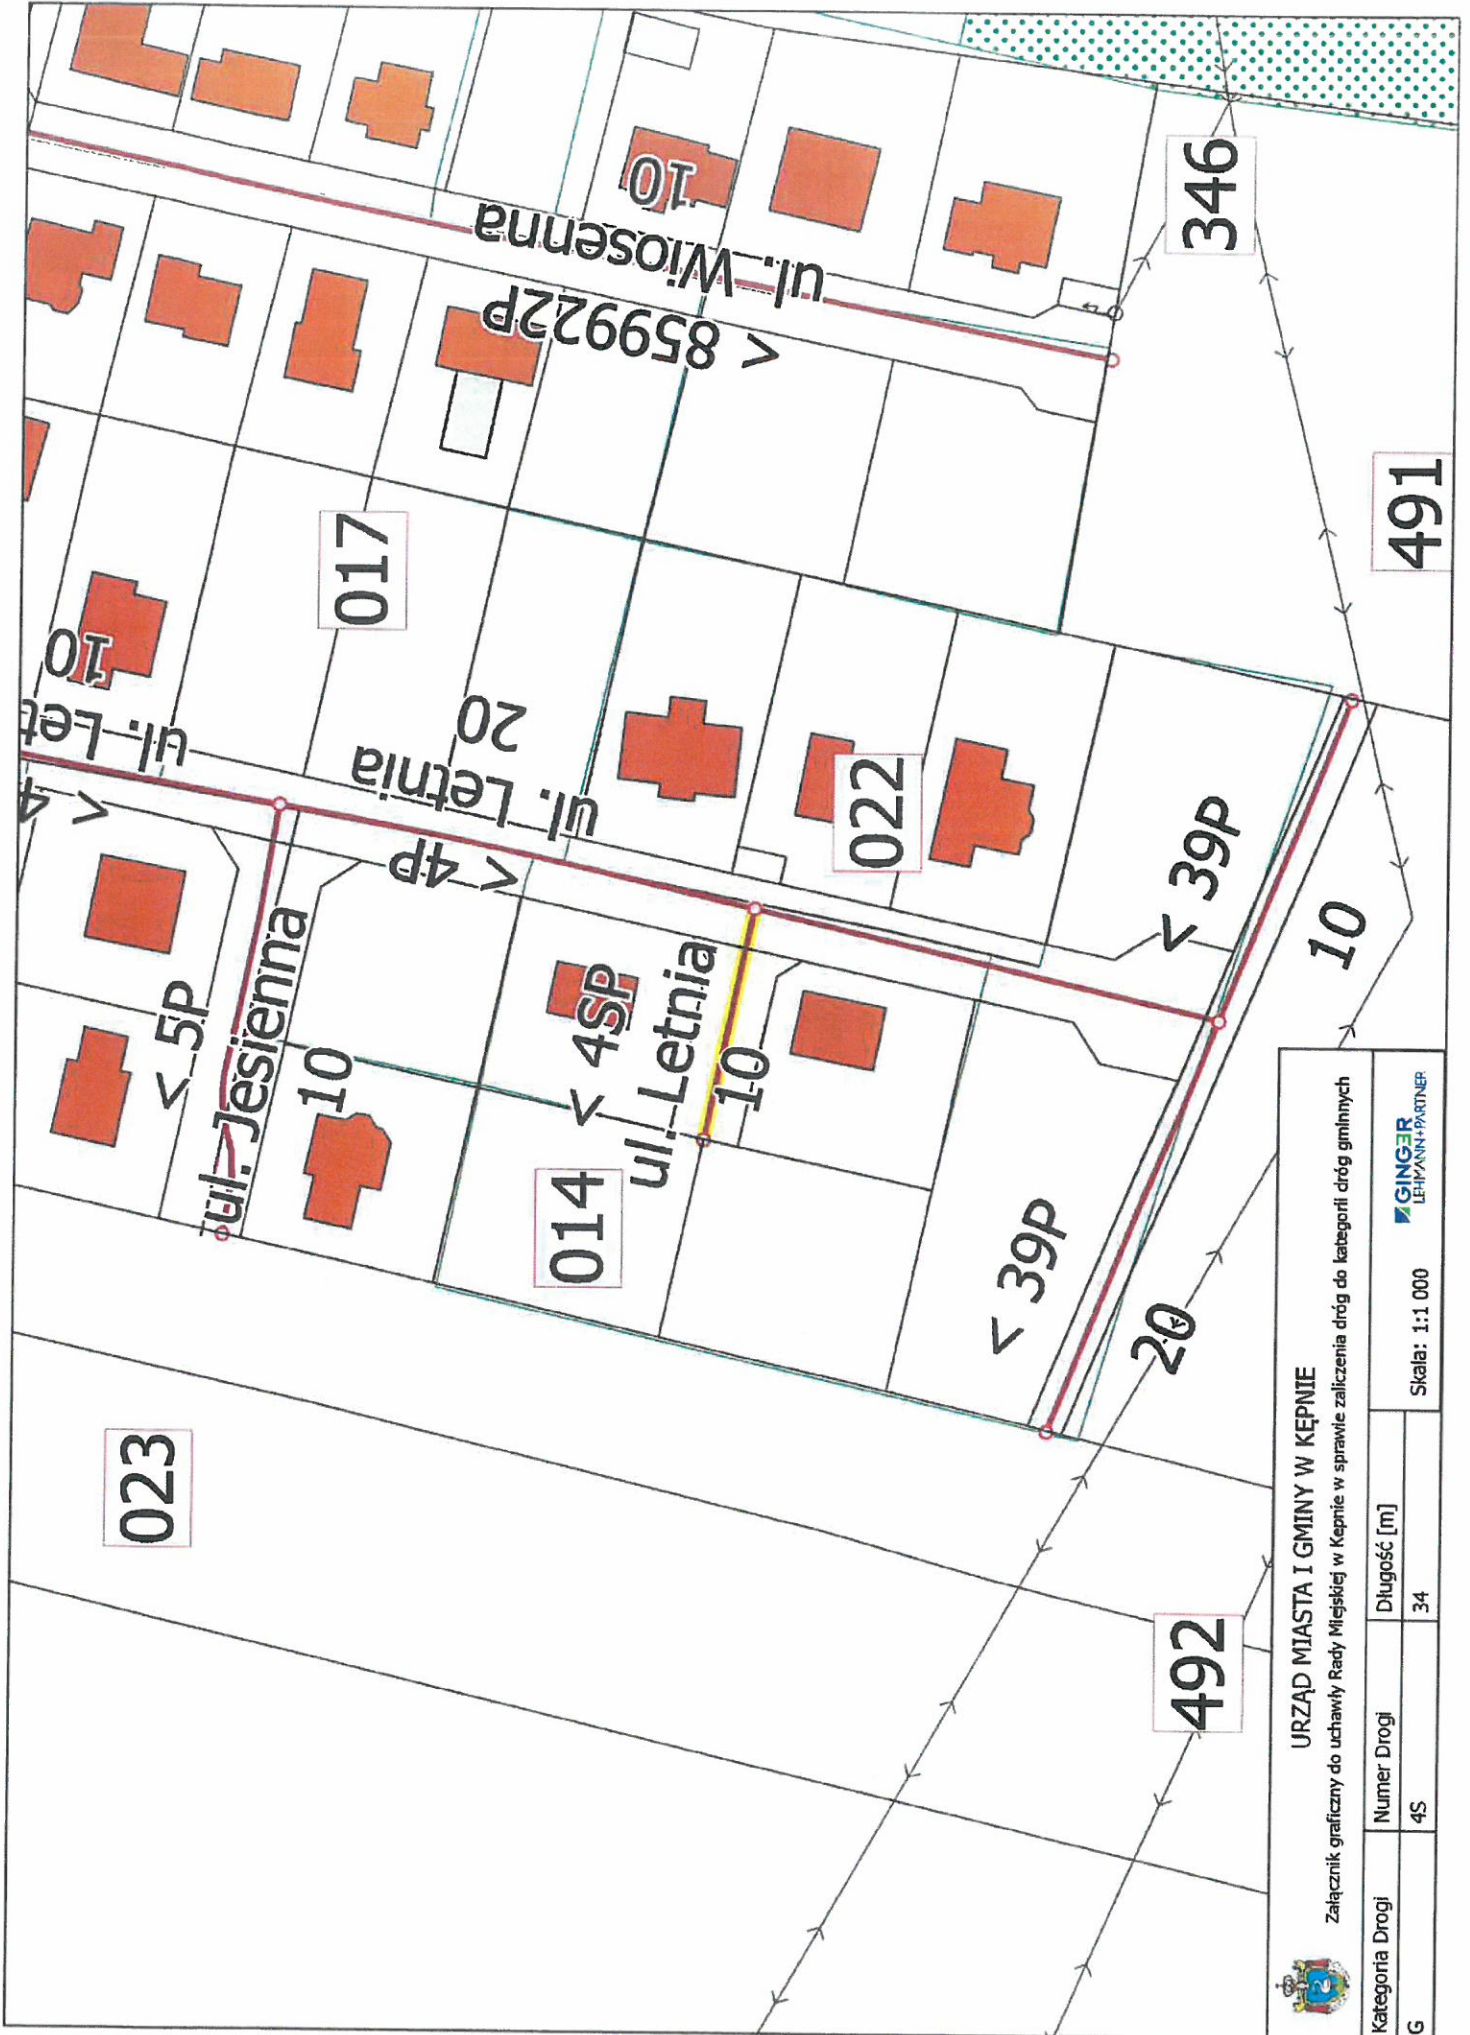 023
492
ul. Jesienna
< 5P
10
014
< 4SP
ul. Letnia
10
< 39P
20
< 4
ul. Let
10
ul. Letnia
20
< 4P
017
022
< 39P
10
ul. Wiosenna
10
< 859922P
346
491
URZĄD MIASTA I GMINY W KĘPNIE
Załącznik graficzny do uchawły Rady Miejskiej w Kępnie w sprawie zaliczenia dróg do kategorii dróg gminnych
Kategoria Drogi Numer Drogi Długość [m]
G 4S 34 Skala: 1:1 000
GINGER
LEHMANN+PARTNER